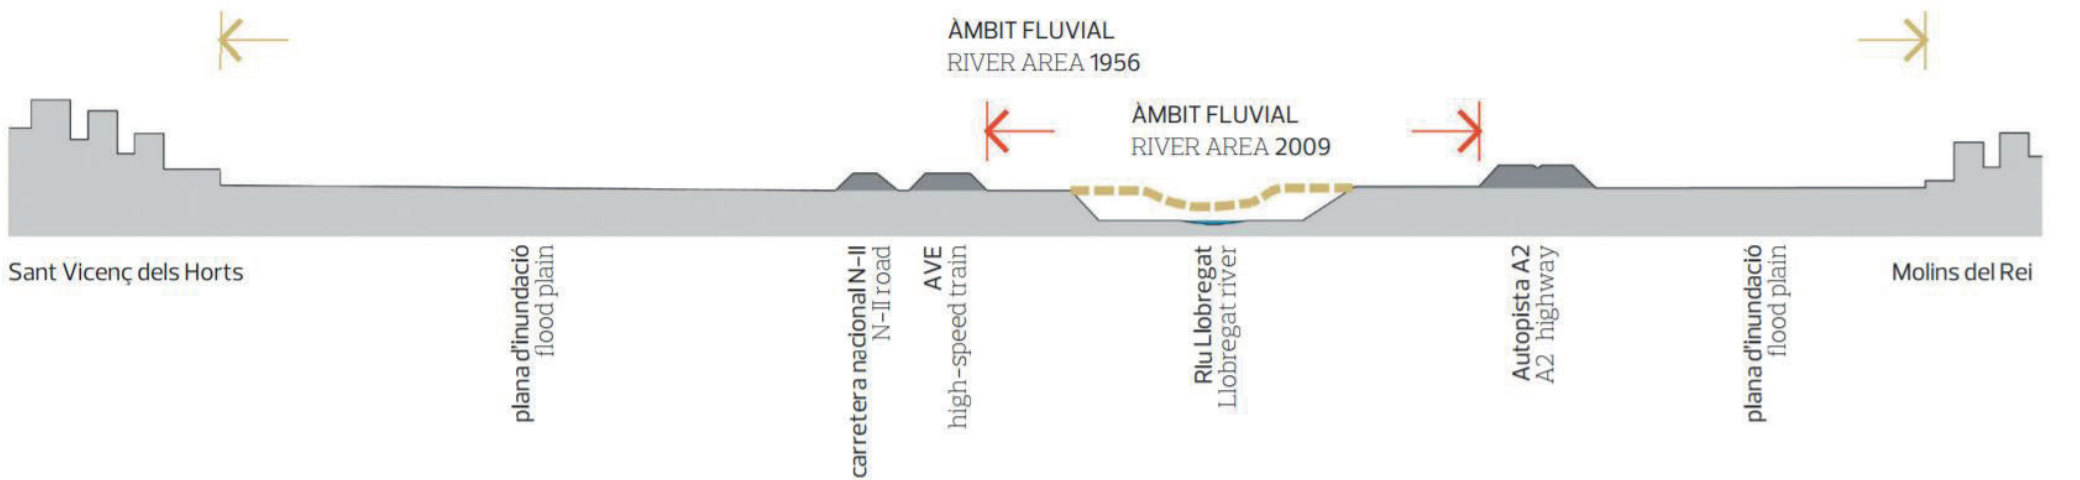 ÀMBIT FLUVIAL
RIVER AREA 1956
ÀMBIT FLUVIAL
RIVER AREA 2009
Sant Vicenç dels Horts
plana d'inundació
flood plain
carretera nacional N-II
N-II road
AVE
high-speed train
RIu Llobregat
Llobregat river
Autopista A2
A2 highway
plana d'inundació
flood plain
Molins del Rei